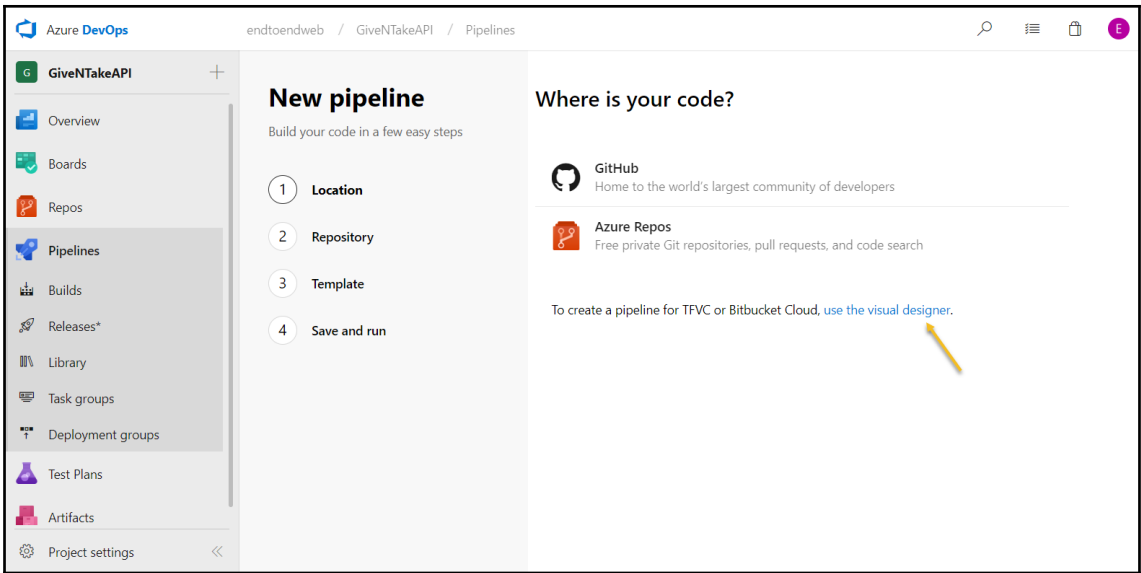 Azure DevOps
endtoendweb / GiveNTakeAPI / Pipelines
E
G
GiveNTakeAPI
Overview
Boards
Repos
Pipelines
Builds
Releases*
Library
Task groups
Deployment groups
Test Plans
Artifacts
Project settings
New pipeline
Build your code in a few easy steps
1 Location
2 Repository
3 Template
4 Save and run
Where is your code?
GitHub
Home to the world's largest community of developers
Azure Repos
Free private Git repositories, pull requests, and code search
To create a pipeline for TFVC or Bitbucket Cloud, use the visual designer.